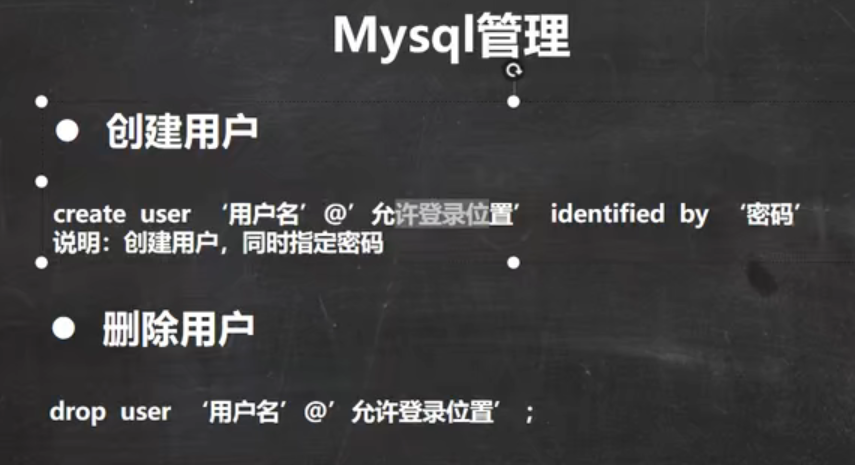 Mysql管理
● 创建用户
create user ‘用户名’@’允许登录位置’ identified by ‘密码’
说明：创建用户，同时指定密码
● 删除用户
drop user ‘用户名’@’允许登录位置’ ;